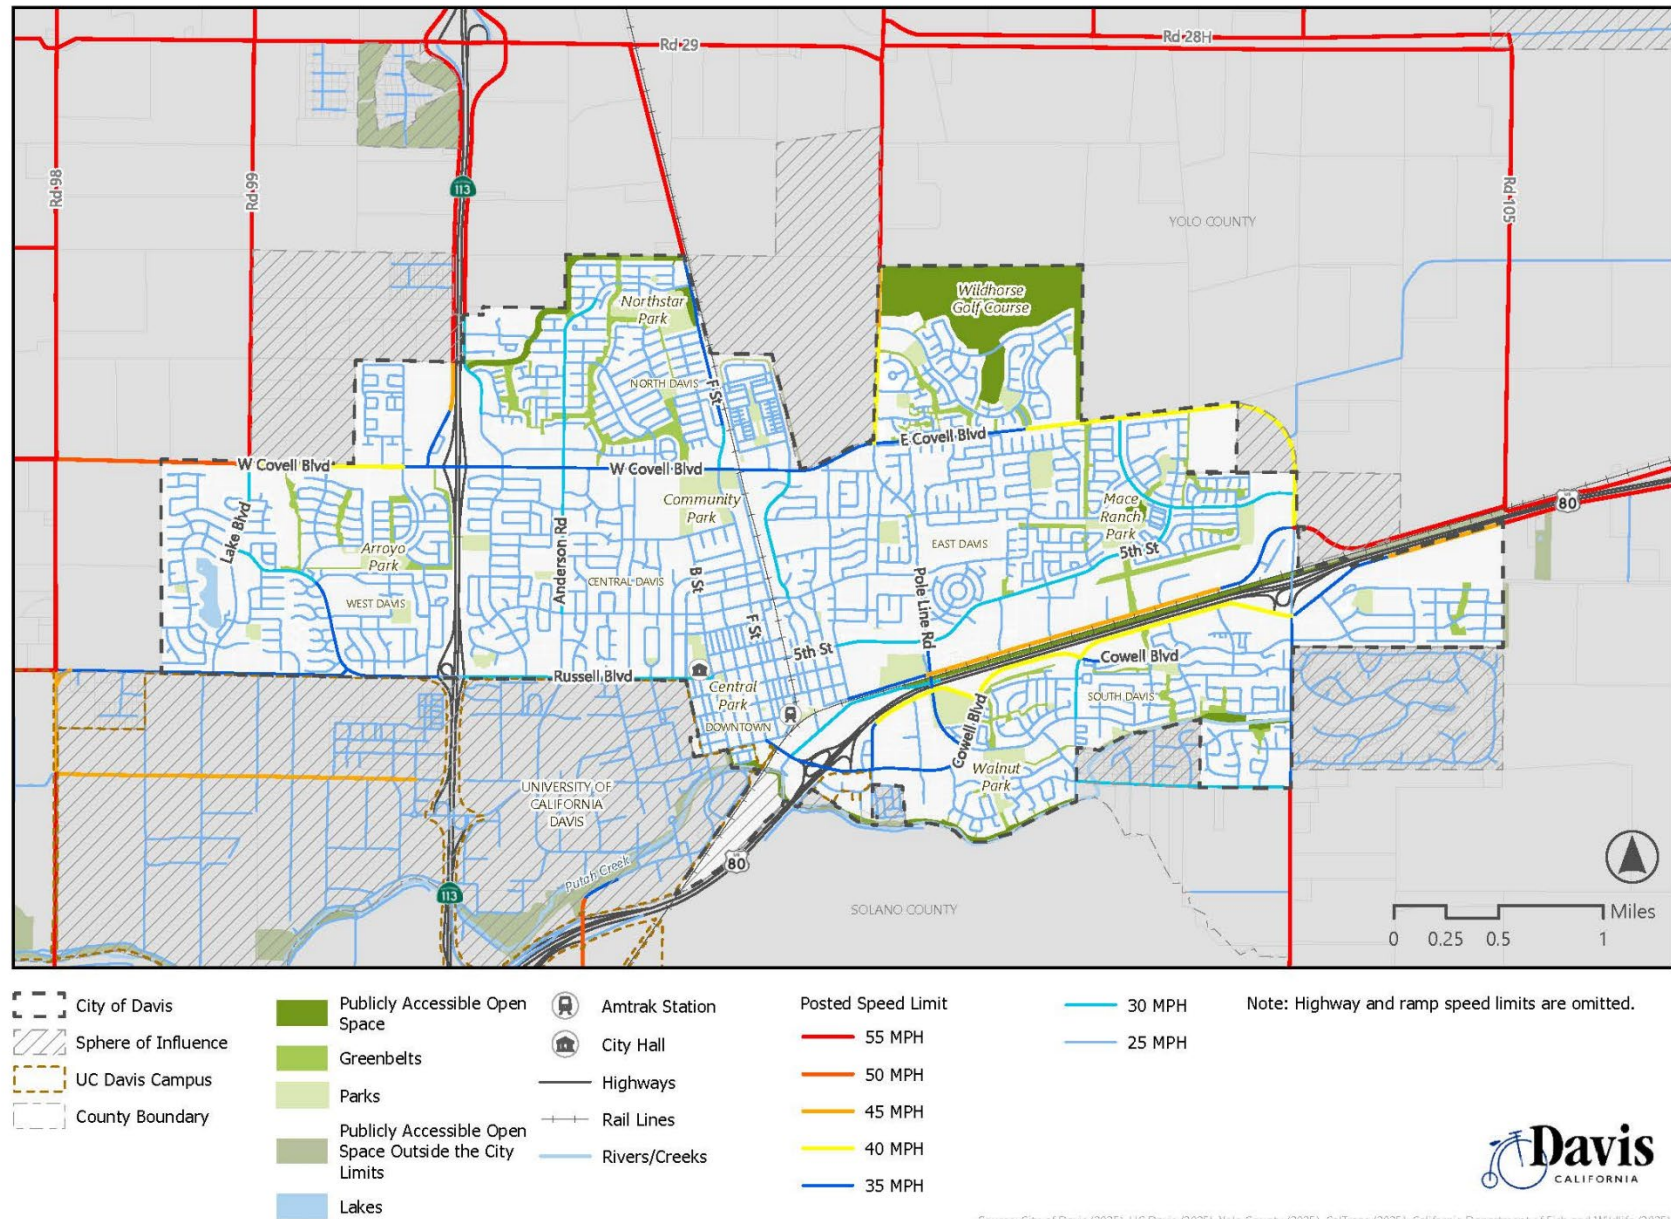 Rd 29
Rd 28H
Rd 98
Rd 99
113
Rd 105
YOLO COUNTY
Wildhorse
Golf Course
Northstar
Park
NORTH DAVIS
F St
E Covell Blvd
W Covell Blvd
W Covell Blvd
Community
Park
Mace
Ranch
Park
80
Lake Blvd
Arroyo
Park
Anderson Rd
EAST DAVIS
5th St
CENTRAL DAVIS
B St
Pole Line Rd
WEST DAVIS
F St
5th St
Cowell Blvd
Russell Blvd
Central
Park
SOUTH DAVIS
DOWNTOWN
Cowell Blvd
Walnut
Park
UNIVERSITY OF
CALIFORNIA
DAVIS
80
Putah Creek
113
SOLANO COUNTY
Miles
0 0.25 0.5 1
City of Davis
Sphere of Influence
UC Davis Campus
County Boundary
Publicly Accessible Open
Space
Greenbelts
Parks
Publicly Accessible Open
Space Outside the City
Limits
Lakes
Amtrak Station
City Hall
Highways
Rail Lines
Rivers/Creeks
Posted Speed Limit
55 MPH
50 MPH
45 MPH
40 MPH
35 MPH
30 MPH
25 MPH
Note: Highway and ramp speed limits are omitted.
Davis
CALIFORNIA